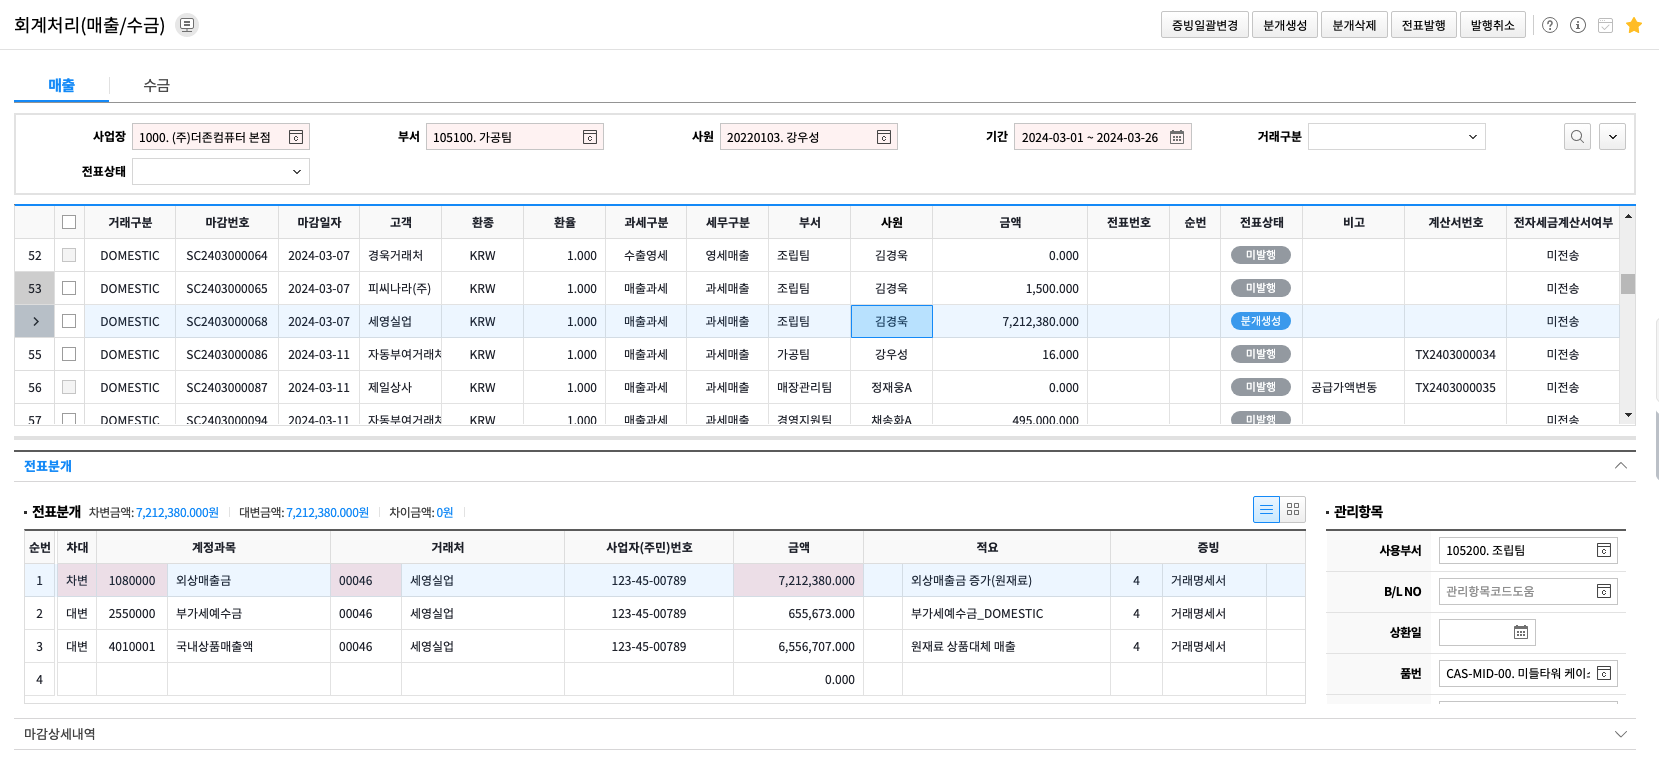 회계처리(매출/수금)
증빙일괄변경 분개생성 분개삭제 전표발행 발행취소
매출 수금
사업장 1000. (주)더존컴퓨터 본점 부서 105100. 가공팀 사원 20220103. 강우성 기간 2024-03-01 ~ 2024-03-26 거래구분
전표상태
거래구분 마감번호 마감일자 고객 환종 환율 과세구분 세무구분 부서 사원 금액 전표번호 순번 전표상태 비고 계산서번호 전자세금계산서여부
52 DOMESTIC SC2403000064 2024-03-07 경욱거래처 KRW 1.000 수출영세 영세매출 조립팀 김경욱 0.000 미발행 미전송
53 DOMESTIC SC2403000065 2024-03-07 피씨나라(주) KRW 1.000 매출과세 과세매출 조립팀 김경욱 1,500.000 미발행 미전송
DOMESTIC SC2403000068 2024-03-07 세영실업 KRW 1.000 매출과세 과세매출 조립팀 김경욱 7,212,380.000 분개생성 미전송
55 DOMESTIC SC2403000086 2024-03-11 자동부여거래처 KRW 1.000 매출과세 과세매출 가공팀 강우성 16.000 미발행 TX2403000034 미전송
56 DOMESTIC SC2403000087 2024-03-11 제일상사 KRW 1.000 매출과세 과세매출 매장관리팀 정재웅A 0.000 미발행 공급가액변동 TX2403000035 미전송
57 DOMESTIC SC2403000094 2024-03-11 자동부여거래처 KRW 1.000 매출과세 과세매출 경영지원팀 채송화A 495,000.000 미발행 미전송
전표분개
전표분개 차변금액: 7,212,380.000원 대변금액: 7,212,380.000원 차이금액: 0원
순번 차대 계정과목 거래처 사업자(주민)번호 금액 적요 증빙
1 차변 1080000 외상매출금 00046 세영실업 123-45-00789 7,212,380.000 외상매출금 증가(원재료) 4 거래명세서
2 대변 2550000 부가세예수금 00046 세영실업 123-45-00789 655,673.000 부가세예수금_DOMESTIC 4 거래명세서
3 대변 4010001 국내상품매출액 00046 세영실업 123-45-00789 6,556,707.000 원재료 상품대체 매출 4 거래명세서
4 0.000
관리항목
사용부서 105200. 조립팀
B/L NO 관리항목코드도움
상환일
품번 CAS-MID-00. 미들타워 케이스
마감상세내역